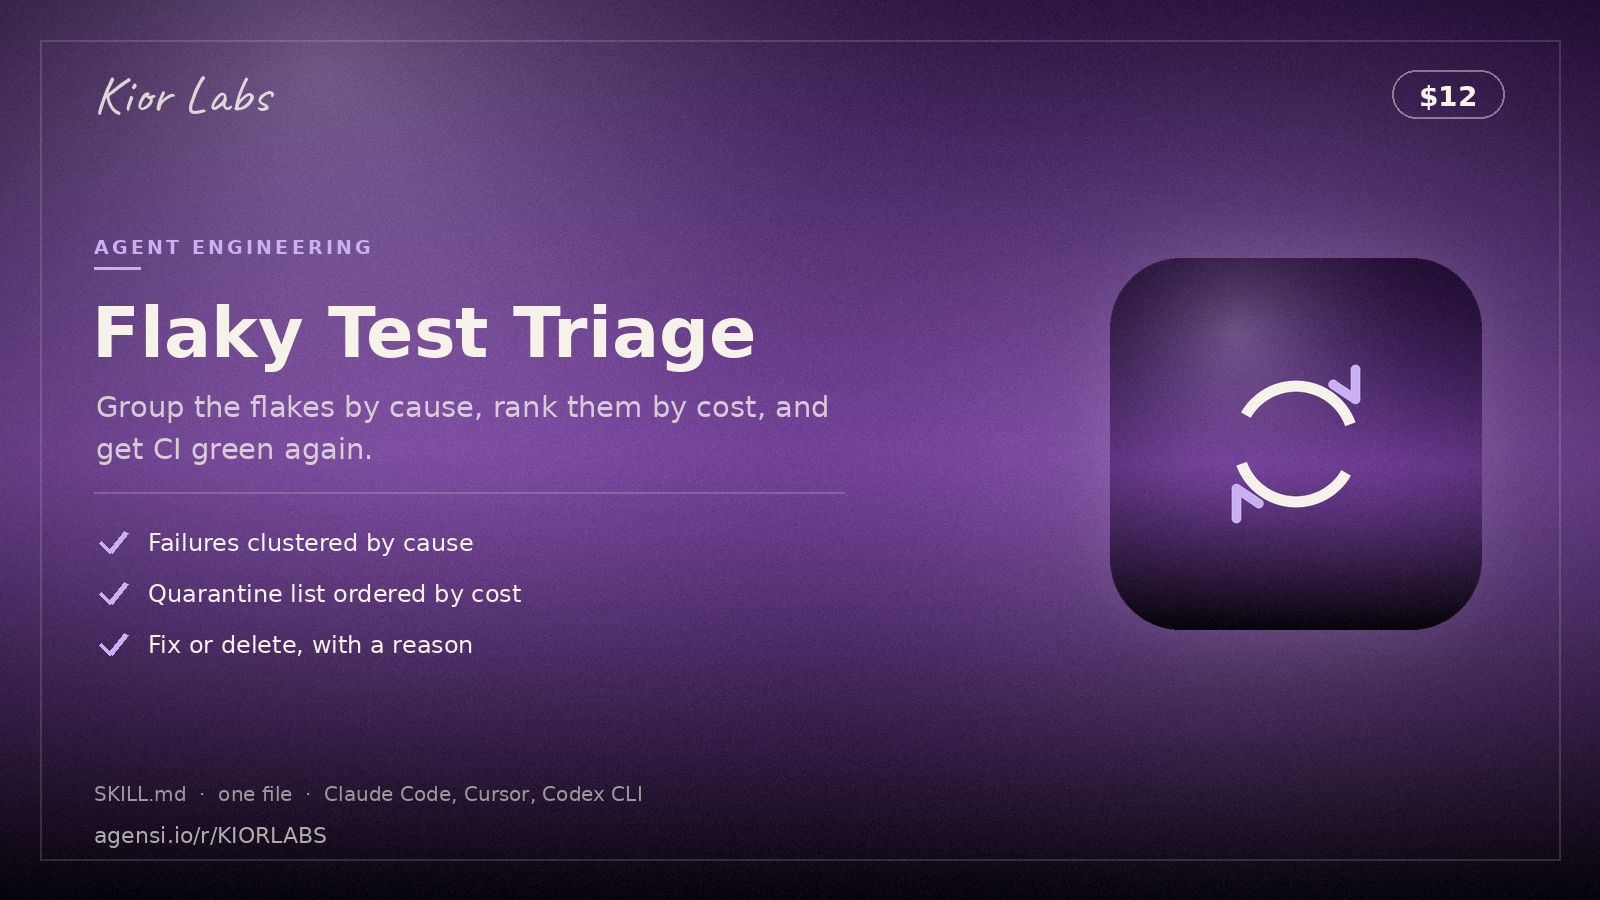 Kior Labs
$12
AGENT ENGINEERING
Flaky Test Triage
Group the flakes by cause, rank them by cost, and
get CI green again.
Failures clustered by cause
Quarantine list ordered by cost
Fix or delete, with a reason
SKILL.md · one file · Claude Code, Cursor, Codex CLI
agensi.io/r/KIORLABS